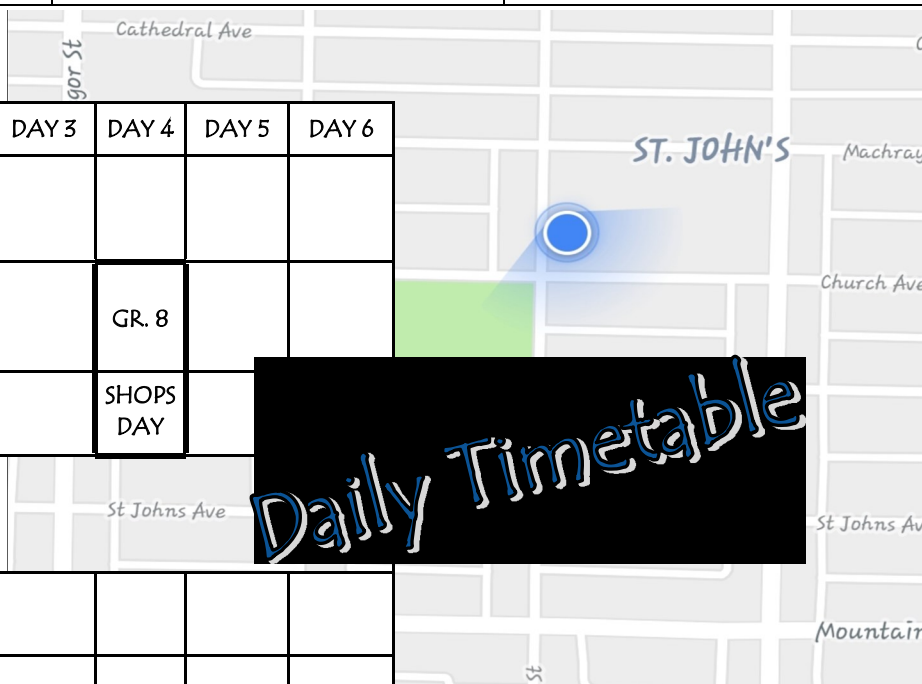 Cathedral Ave
gor St
DAY 3 DAY 4 DAY 5 DAY 6
ST. JOHN'S
Machray
Church Ave
GR. 8
SHOPS
DAY
Daily Timetable
St Johns Ave
St Johns Av
Mountain
St